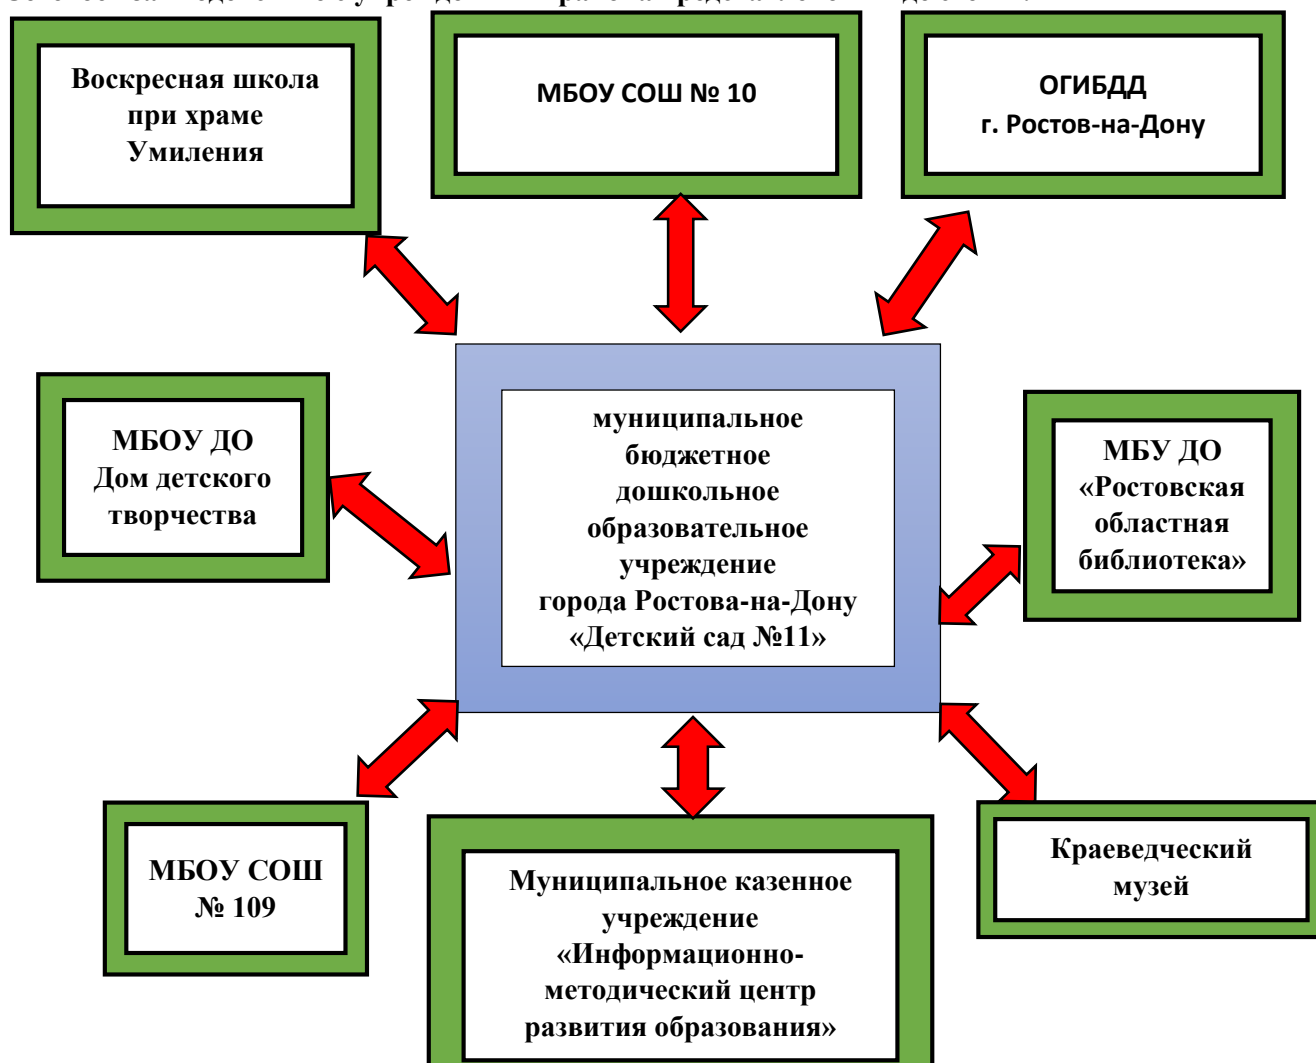 Воскресная школа
при храме
Умиления
МБОУ СОШ № 10
ОГИБДД
г. Ростов-на-Дону
МБОУ ДО
Дом детского
творчества
муниципальное
бюджетное
дошкольное
образовательное
учреждение
города Ростова-на-Дону
«Детский сад №11»
МБУ ДО
«Ростовская
областная
библиотека»
МБОУ СОШ
№ 109
Муниципальное казенное
учреждение
«Информационно-
методический центр
развития образования»
Краеведческий
музей